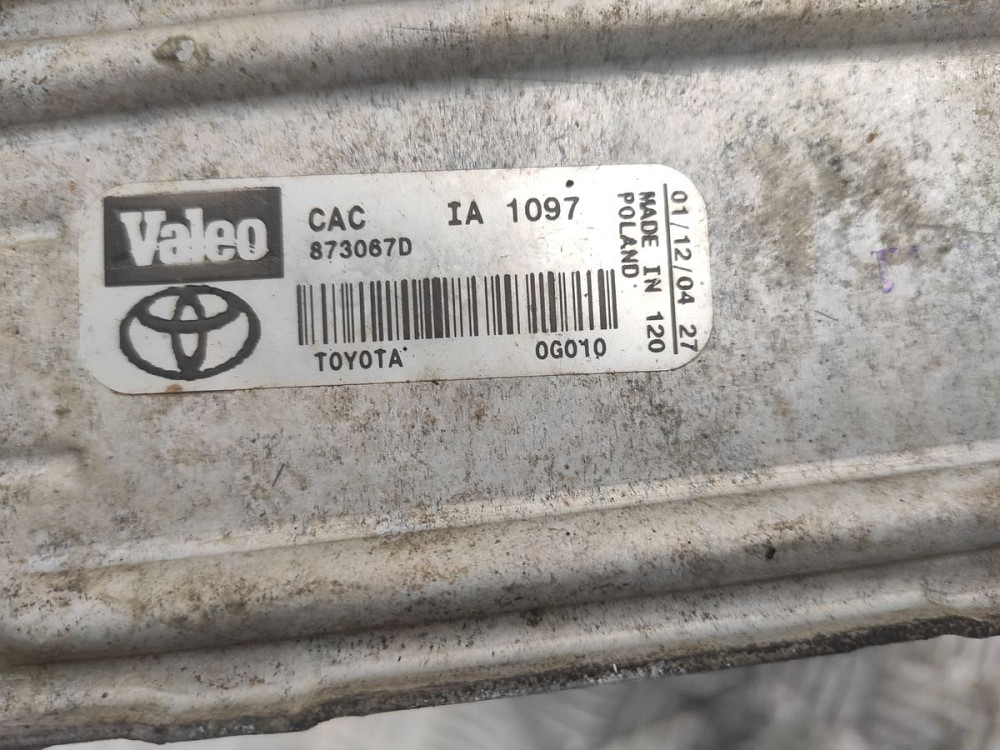 Valeo
CAC IA 1097
873067D
TOYOTA 0G010
MADE IN 120
POLAND
01/12/04 27